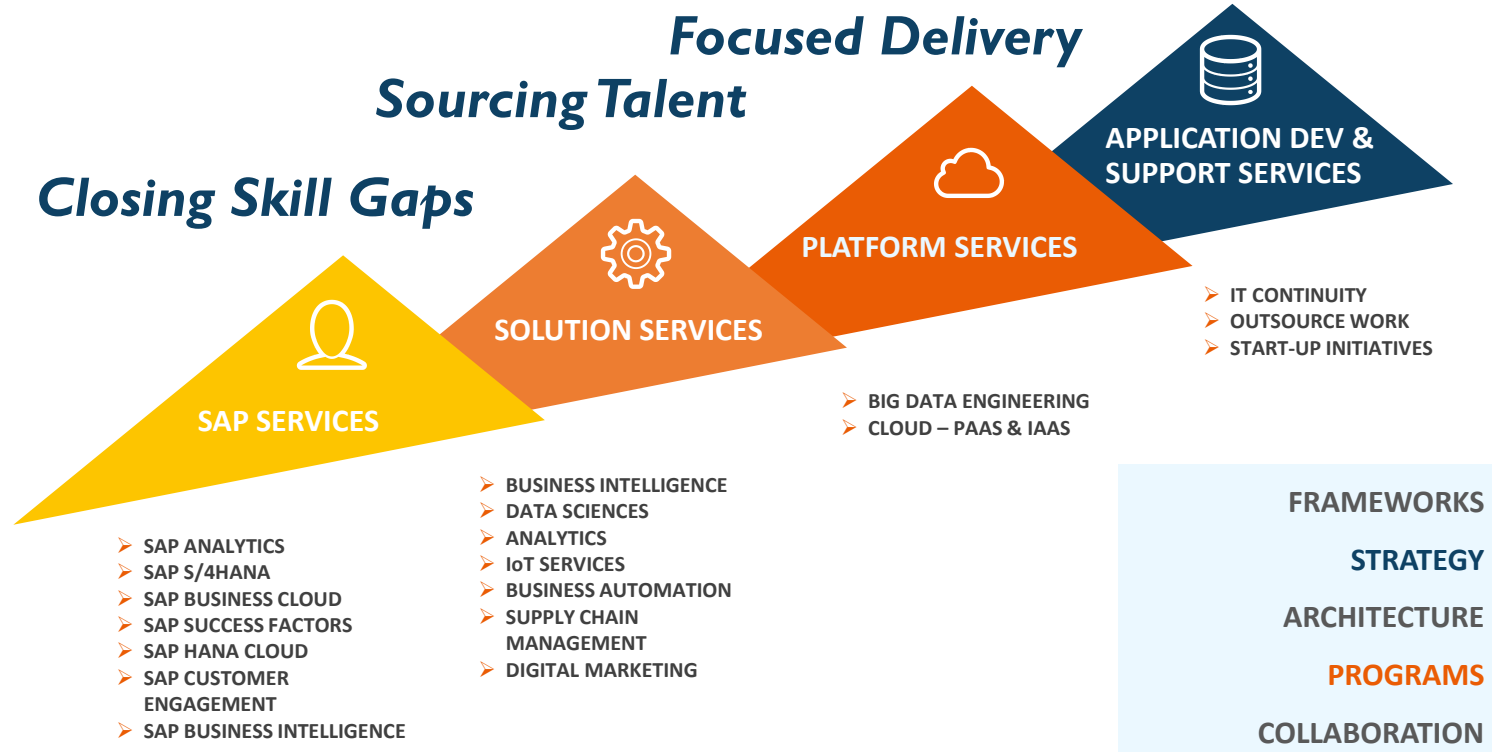 Focused Delivery
Sourcing Talent
Closing Skill Gaps
APPLICATION DEV &
SUPPORT SERVICES
PLATFORM SERVICES
SOLUTION SERVICES
SAP SERVICES
IT CONTINUITY
OUTSOURCE WORK
START-UP INITIATIVES
BIG DATA ENGINEERING
CLOUD – PAAS & IAAS
BUSINESS INTELLIGENCE
DATA SCIENCES
ANALYTICS
IoT SERVICES
BUSINESS AUTOMATION
SUPPLY CHAIN
MANAGEMENT
DIGITAL MARKETING
SAP ANALYTICS
SAP S/4HANA
SAP BUSINESS CLOUD
SAP SUCCESS FACTORS
SAP HANA CLOUD
SAP CUSTOMER
ENGAGEMENT
SAP BUSINESS INTELLIGENCE
FRAMEWORKS
STRATEGY
ARCHITECTURE
PROGRAMS
COLLABORATION